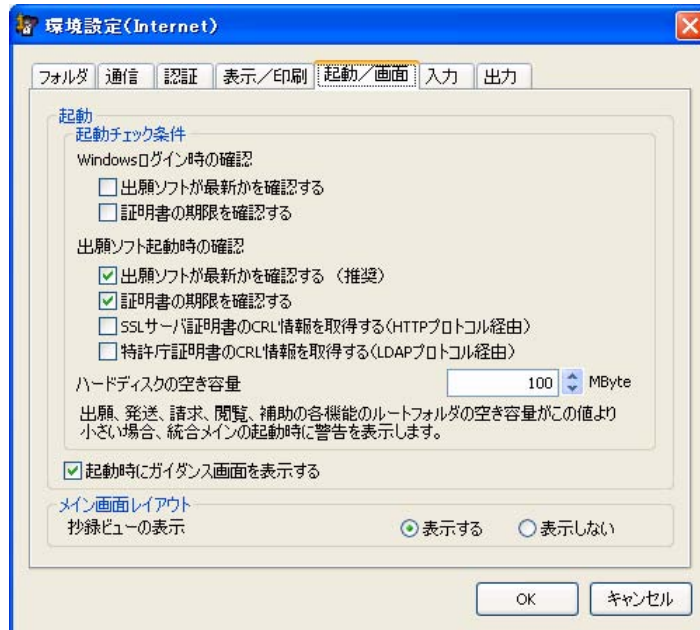 環境設定(Internet)
フォルダ 通信 認証 表示／印刷 起動／画面 入力 出力
起動
起動チェック条件
Windowsログイン時の確認
出願ソフトが最新かを確認する
証明書の期限を確認する
出願ソフト起動時の確認
出願ソフトが最新かを確認する （推奨）
証明書の期限を確認する
SSLサーバ証明書のCRL情報を取得する(HTTPプロトコル経由)
特許庁証明書のCRL情報を取得する(LDAPプロトコル経由)
ハードディスクの空き容量 100 MByte
出願、発送、請求、閲覧、補助の各機能のルートフォルダの空き容量がこの値より
小さい場合、統合メインの起動時に警告を表示します。
起動時にガイダンス画面を表示する
メイン画面レイアウト
抄録ビューの表示 表示する 表示しない
OK キャンセル